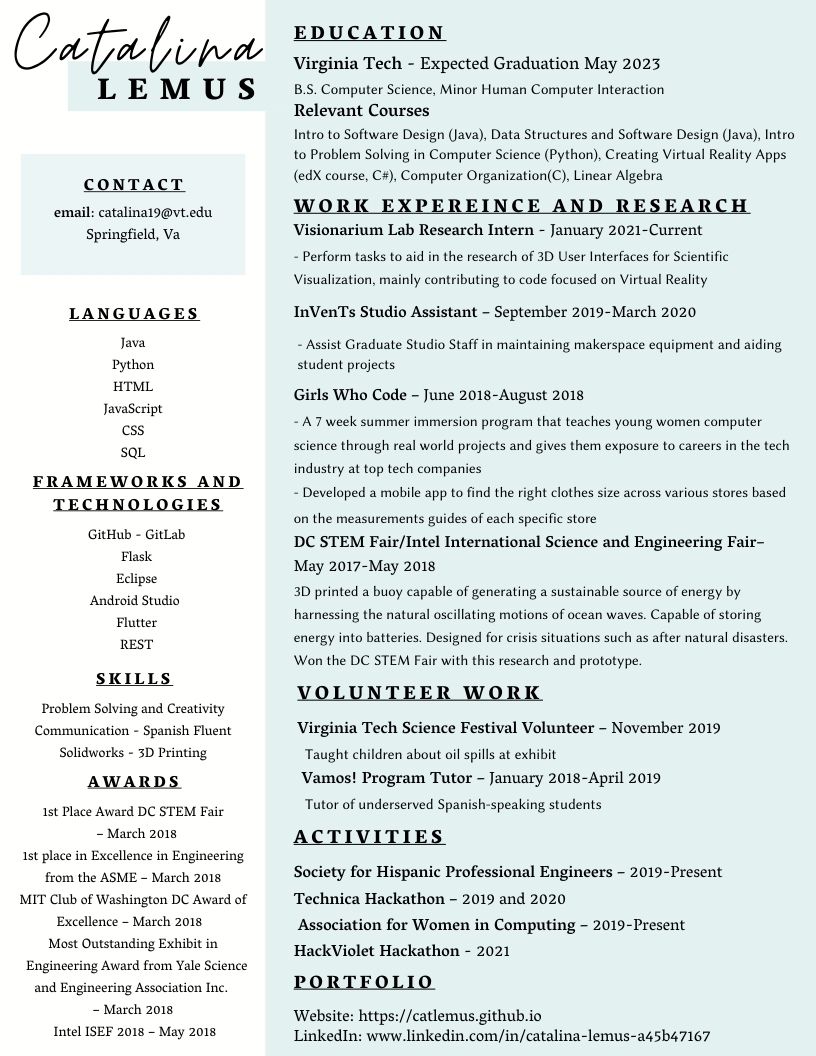 Catalina
LEMUS
CONTACT
email: catalina19@vt.edu
Springfield, Va
LANGUAGES
Java
Python
HTML
JavaScript
CSS
SQL
FRAMEWORKS AND
TECHNOLOGIES
GitHub - GitLab
Flask
Eclipse
Android Studio
Flutter
REST
SKILLS
Problem Solving and Creativity
Communication - Spanish Fluent
Solidworks - 3D Printing
AWARDS
1st Place Award DC STEM Fair
– March 2018
1st place in Excellence in Engineering
from the ASME – March 2018
MIT Club of Washington DC Award of
Excellence – March 2018
Most Outstanding Exhibit in
Engineering Award from Yale Science
and Engineering Association Inc.
– March 2018
Intel ISEF 2018 – May 2018
EDUCATION
Virginia Tech - Expected Graduation May 2023
B.S. Computer Science, Minor Human Computer Interaction
Relevant Courses
Intro to Software Design (Java), Data Structures and Software Design (Java), Intro
to Problem Solving in Computer Science (Python), Creating Virtual Reality Apps
(edX course, C#), Computer Organization(C), Linear Algebra
WORK EXPEREINCE AND RESEARCH
Visionarium Lab Research Intern - January 2021-Current
- Perform tasks to aid in the research of 3D User Interfaces for Scientific
Visualization, mainly contributing to code focused on Virtual Reality
InVenTs Studio Assistant – September 2019-March 2020
- Assist Graduate Studio Staff in maintaining makerspace equipment and aiding
student projects
Girls Who Code – June 2018-August 2018
- A 7 week summer immersion program that teaches young women computer
science through real world projects and gives them exposure to careers in the tech
industry at top tech companies
- Developed a mobile app to find the right clothes size across various stores based
on the measurements guides of each specific store
DC STEM Fair/Intel International Science and Engineering Fair–
May 2017-May 2018
3D printed a buoy capable of generating a sustainable source of energy by
harnessing the natural oscillating motions of ocean waves. Capable of storing
energy into batteries. Designed for crisis situations such as after natural disasters.
Won the DC STEM Fair with this research and prototype.
VOLUNTEER WORK
Virginia Tech Science Festival Volunteer – November 2019
Taught children about oil spills at exhibit
Vamos! Program Tutor – January 2018-April 2019
Tutor of underserved Spanish-speaking students
ACTIVITIES
Society for Hispanic Professional Engineers – 2019-Present
Technica Hackathon – 2019 and 2020
Association for Women in Computing – 2019-Present
HackViolet Hackathon - 2021
PORTFOLIO
Website: https://catlemus.github.io
LinkedIn: www.linkedin.com/in/catalina-lemus-a45b47167